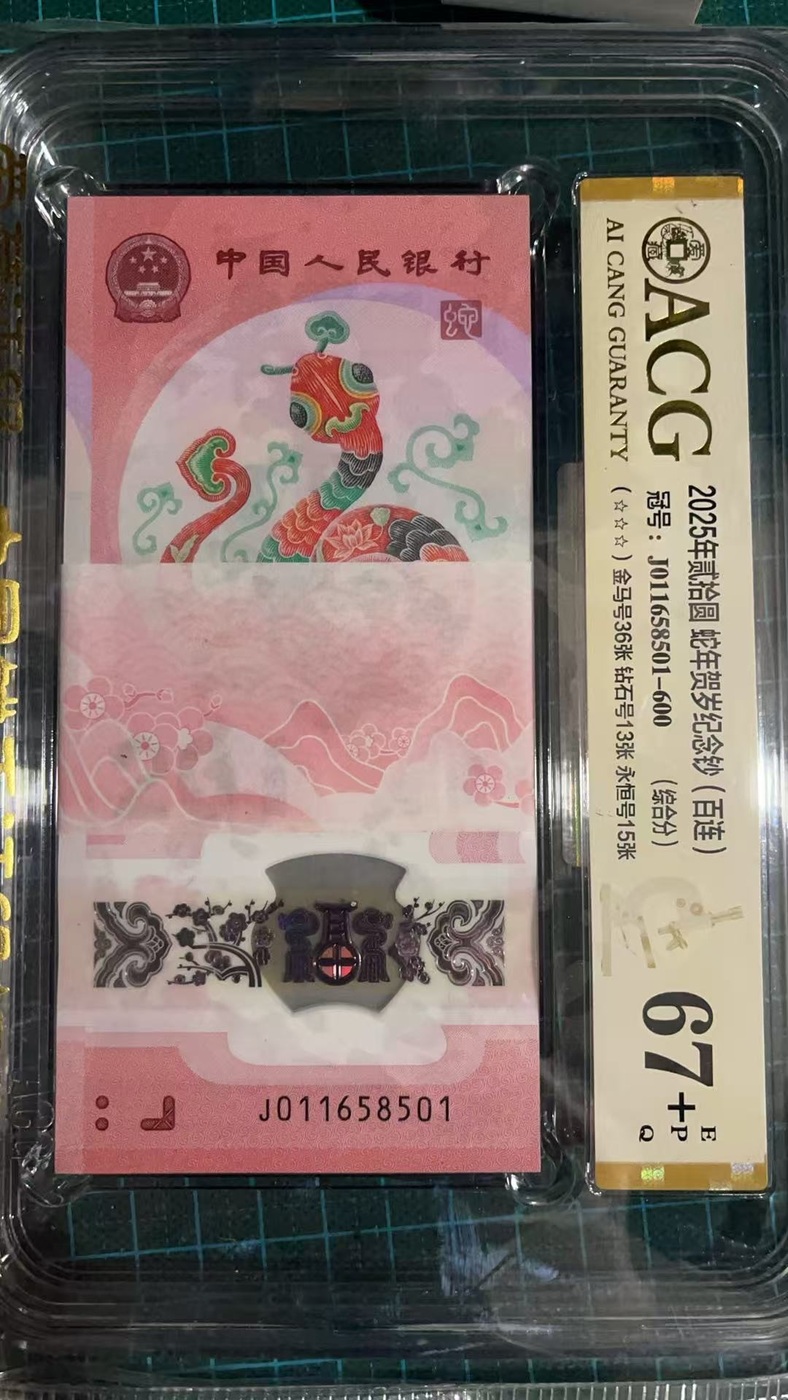 中国人民银行
蛇
J011658501
ACG
AI CANG GUARANTY
2025年贰拾圆 蛇年贺岁纪念钞（百连）
冠号：J011658501-600 （综合分）
（☆☆☆）金马号36张 钻石号13张 永恒号15张
67+
E
P
Q